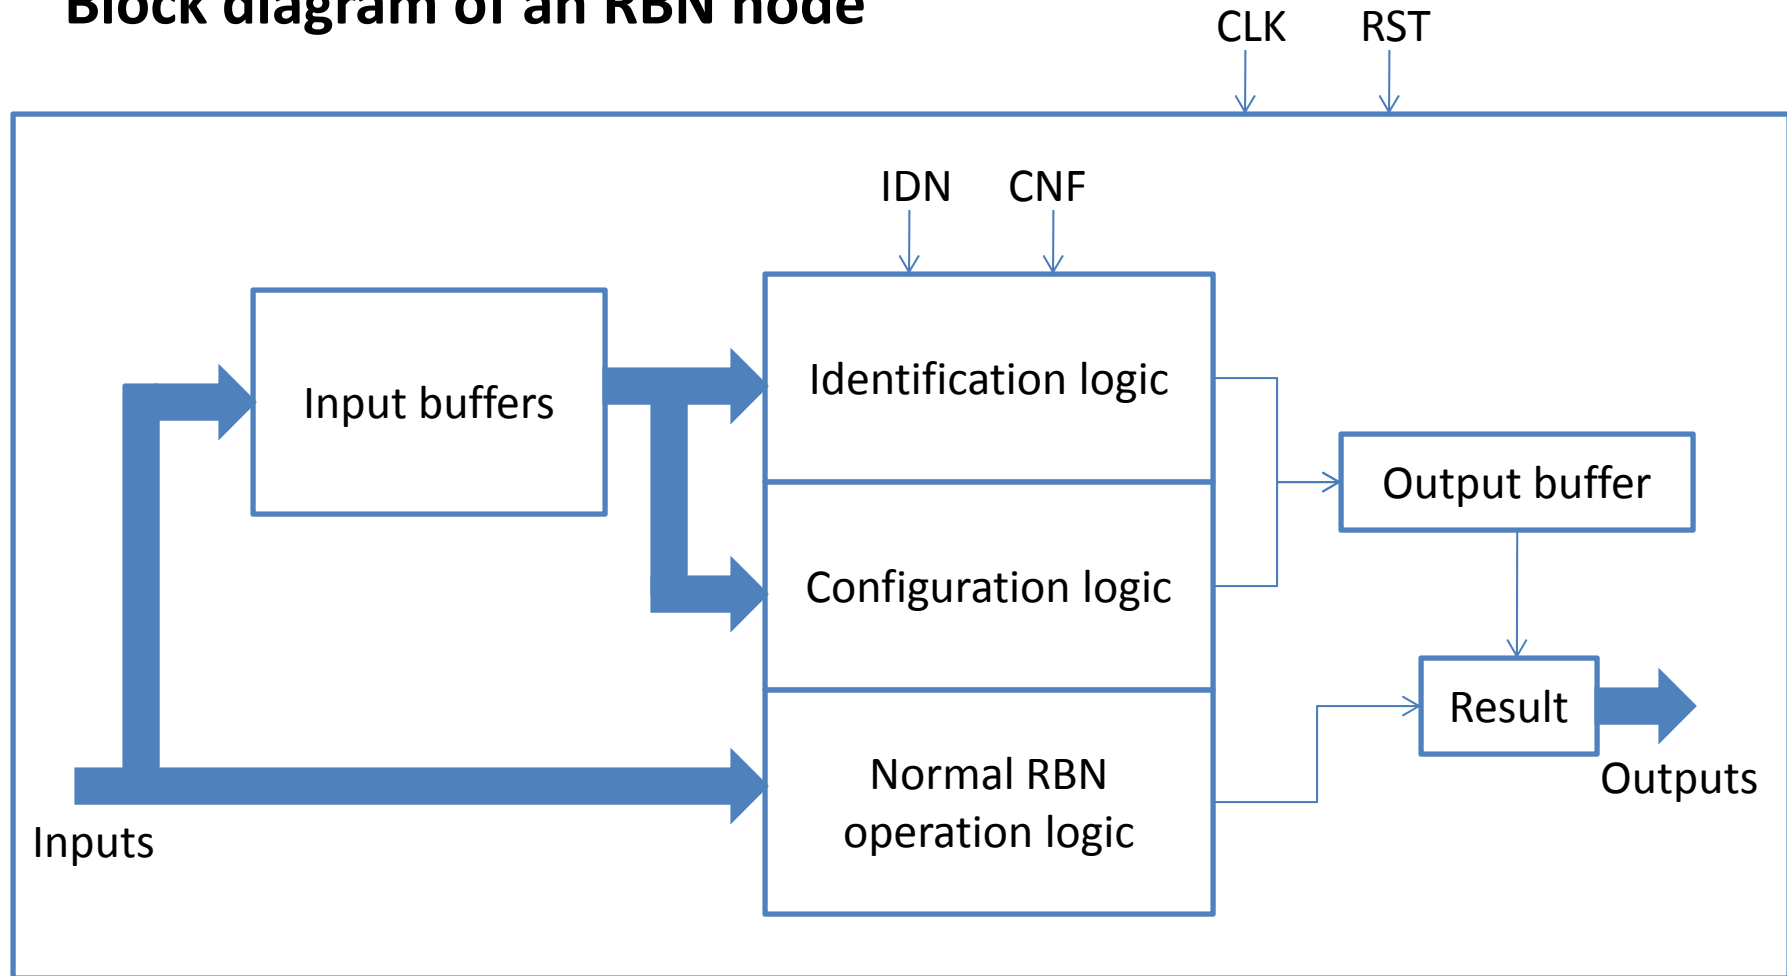 Block diagram of an RBN node
CLK RST
IDN CNF
Identification logic
Input buffers
Output buffer
Configuration logic
Result
Normal RBN
operation logic
Outputs
Inputs